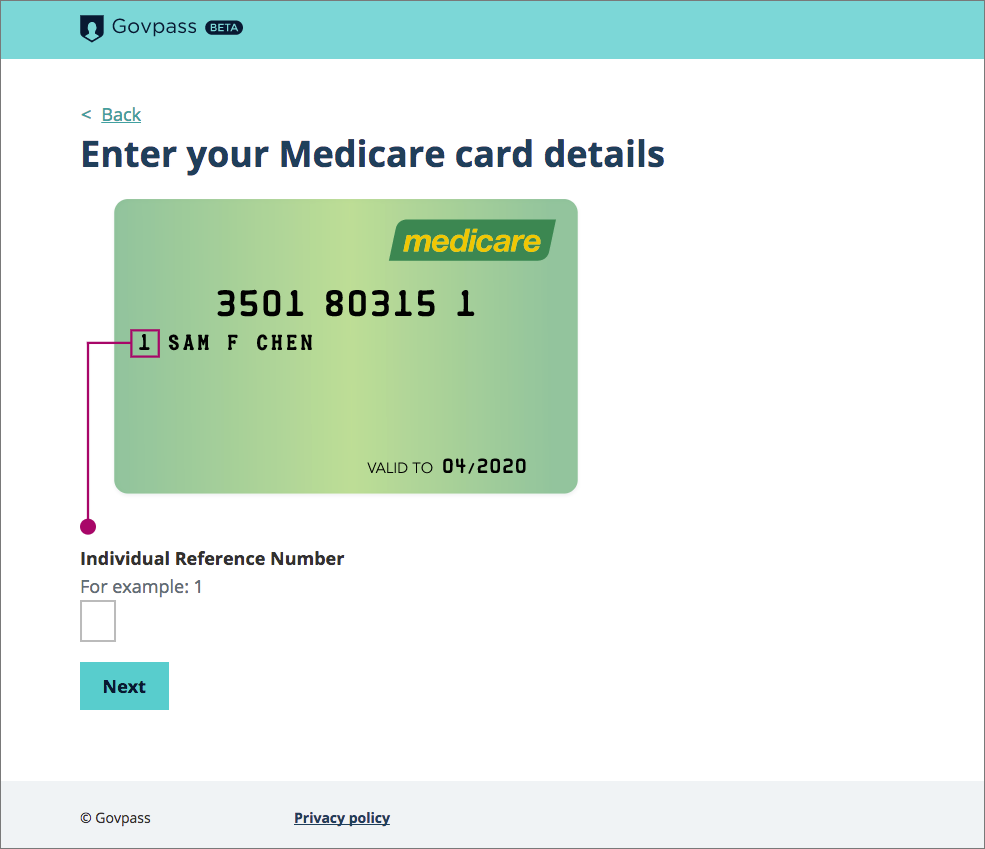 Govpass BETA
< Back
Enter your Medicare card details
medicare
3501 80315 1
1 SAM F CHEN
VALID TO 04/2020
Individual Reference Number
For example: 1
Next
© Govpass Privacy policy